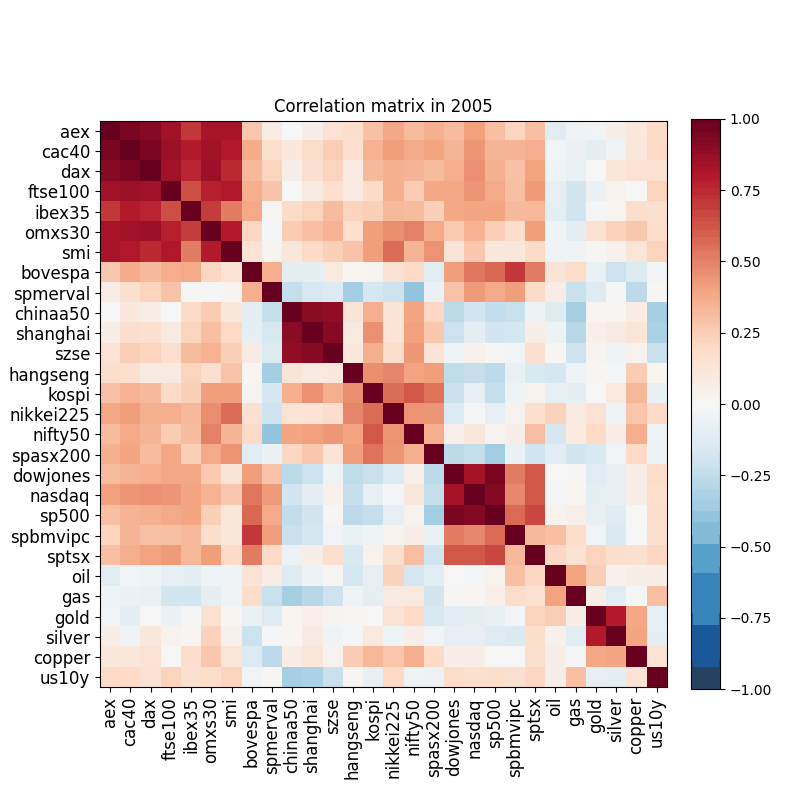 Correlation matrix in 2005
aex
cac40
dax
ftse100
ibex35
omxs30
smi
bovespa
spmerval
chinaa50
shanghai
szse
hangseng
kospi
nikkei225
nifty50
spasx200
dowjones
nasdaq
sp500
spbmvipc
sptsx
oil
gas
gold
silver
copper
us10y
aex
cac40
dax
ftse100
ibex35
omxs30
smi
bovespa
spmerval
chinaa50
shanghai
szse
hangseng
kospi
nikkei225
nifty50
spasx200
dowjones
nasdaq
sp500
spbmvipc
sptsx
oil
gas
gold
silver
copper
us10y
1.00
0.75
0.50
0.25
0.00
−0.25
−0.50
−0.75
−1.00